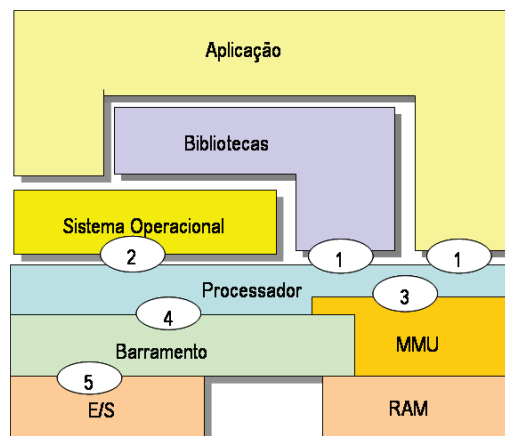 Aplicação
Bibliotecas
Sistema Operacional
2
1
1
Processador
3
4
Barramento
MMU
5
E/S
RAM